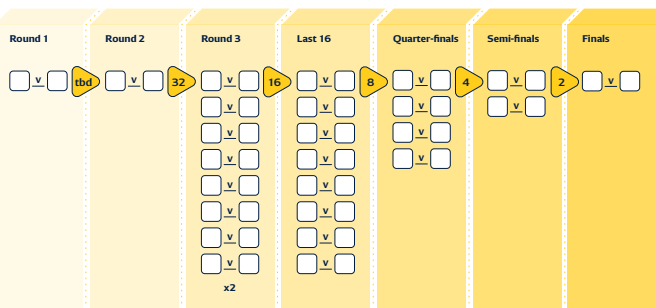 Round 1
Round 2
Round 3
Last 16
Quarter-finals
Semi-finals
Finals
v tbd v 32 v 16 v 8 v 4 v 2 v
v v v v
v v v
v v v
v v
v v
v v
v v
x2